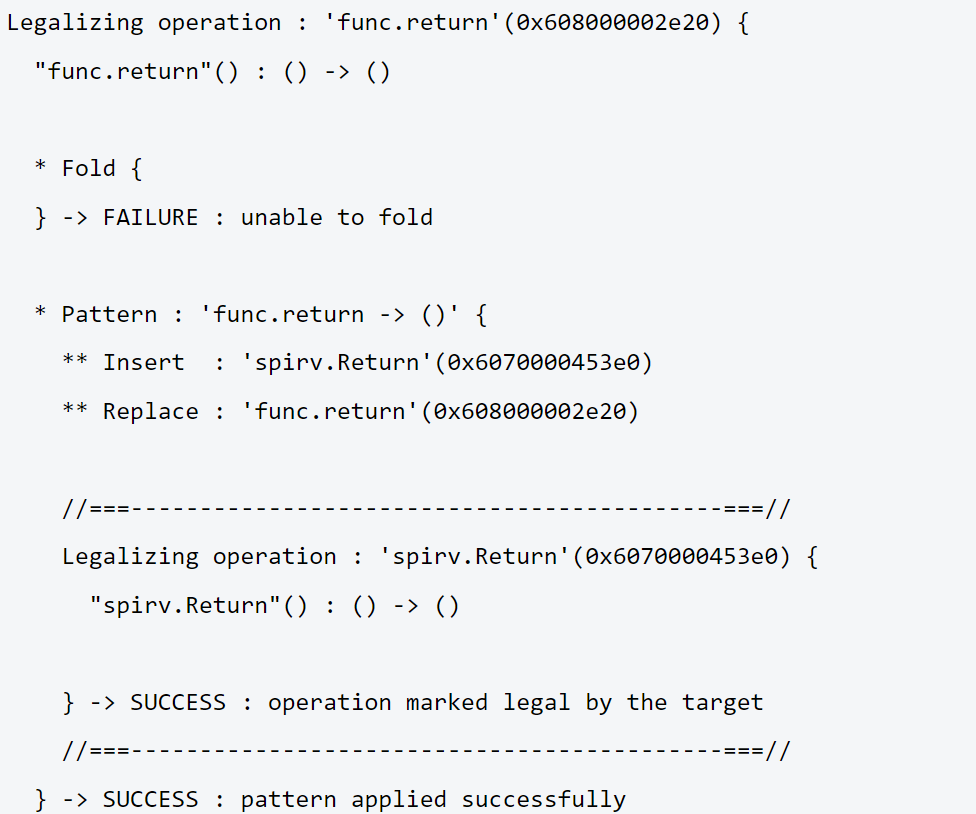 Legalizing operation : 'func.return'(0x608000002e20) {
  "func.return"() : () -> ()
  * Fold {
  } -> FAILURE : unable to fold
  * Pattern : 'func.return -> ()' {
    ** Insert  : 'spirv.Return'(0x6070000453e0)
    ** Replace : 'func.return'(0x608000002e20)
    //===-------------------------------------------===//
    Legalizing operation : 'spirv.Return'(0x6070000453e0) {
      "spirv.Return"() : () -> ()
    } -> SUCCESS : operation marked legal by the target
    //===-------------------------------------------===//
  } -> SUCCESS : pattern applied successfully